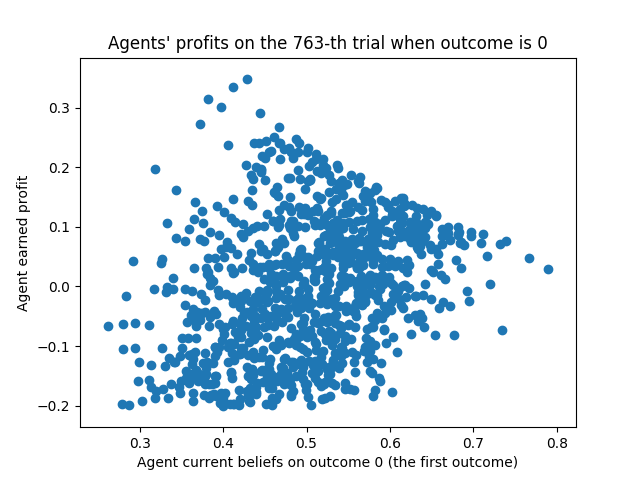 Agents' profits on the 763-th trial when outcome is 0
0.3
0.2
0.1
0.0
−0.1
−0.2
Agent earned profit
0.3 0.4 0.5 0.6 0.7 0.8
Agent current beliefs on outcome 0 (the first outcome)